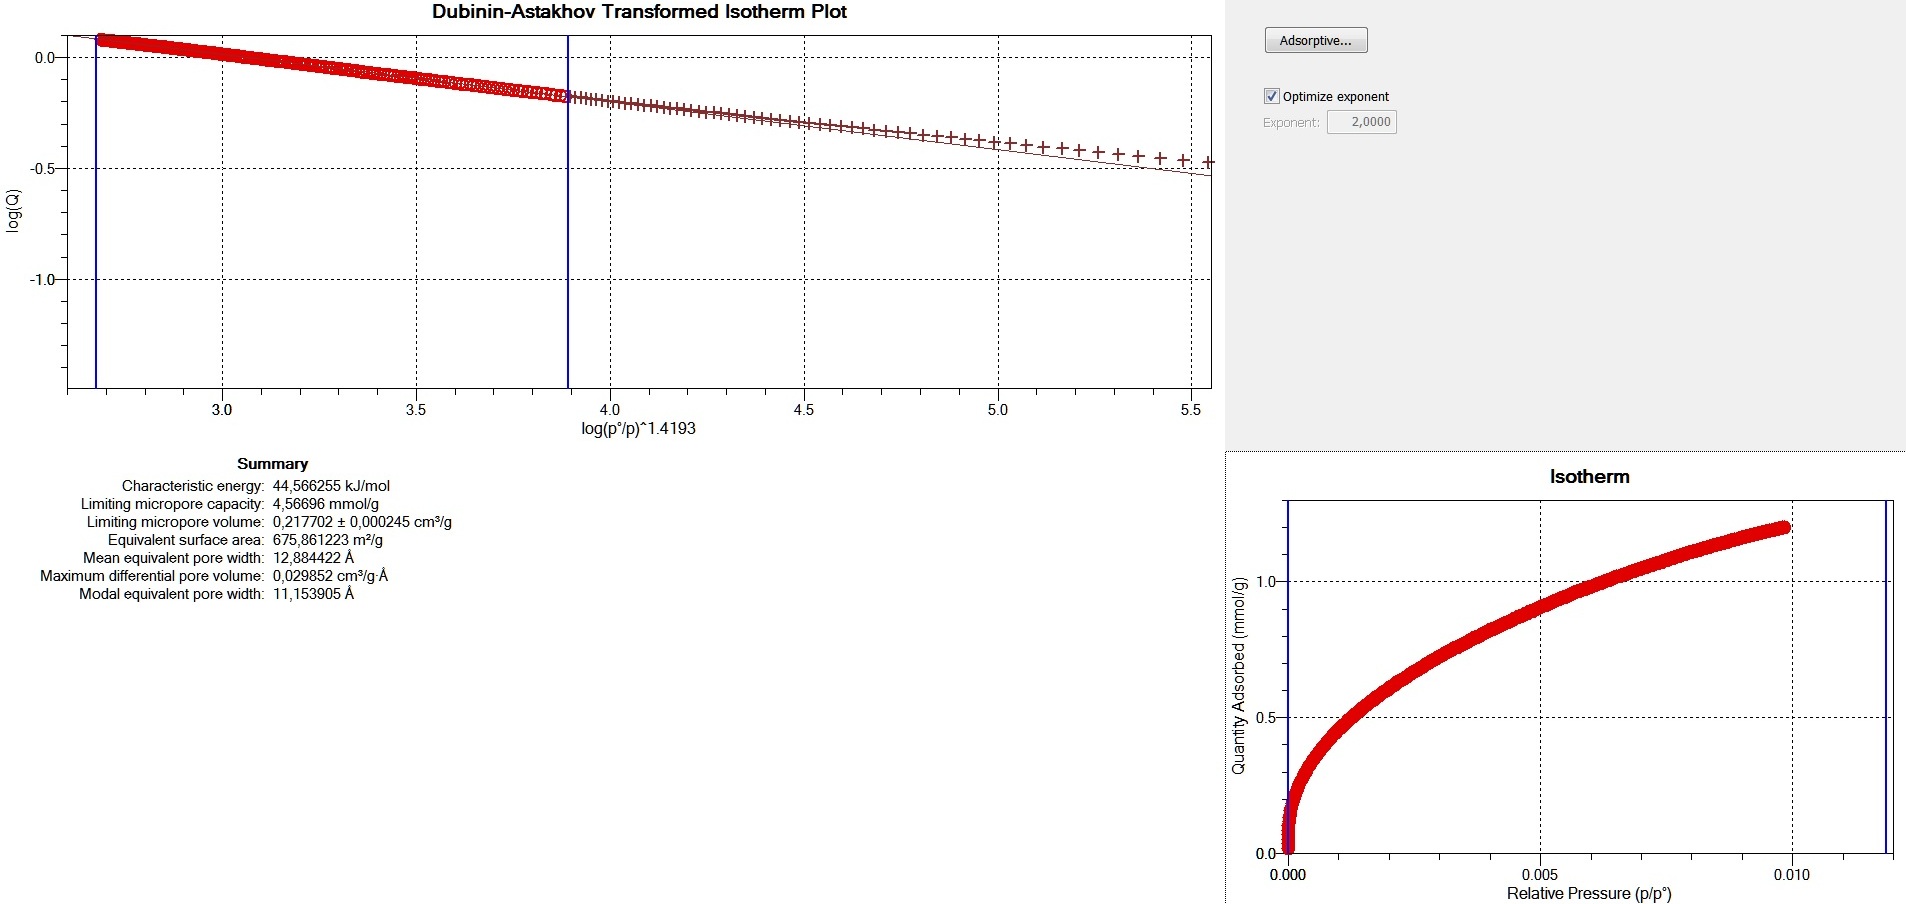 Dubinin-Astakhov Transformed Isotherm Plot
0.0
-0.5
-1.0
log(Q)
3.0 3.5 4.0 4.5 5.0 5.5
log(p°/p)^1.4193
Adsorptive...
Optimize exponent
Exponent: 2,0000
Summary
Characteristic energy: 44,566255 kJ/mol
Limiting micropore capacity: 4,56696 mmol/g
Limiting micropore volume: 0,217702 ± 0,000245 cm³/g
Equivalent surface area: 675,861223 m²/g
Mean equivalent pore width: 12,884422 Å
Maximum differential pore volume: 0,029852 cm³/g·Å
Modal equivalent pore width: 11,153905 Å
Isotherm
1.0
0.5
0.0
Quantity Adsorbed (mmol/g)
0.000 0.005 0.010
Relative Pressure (p/p°)